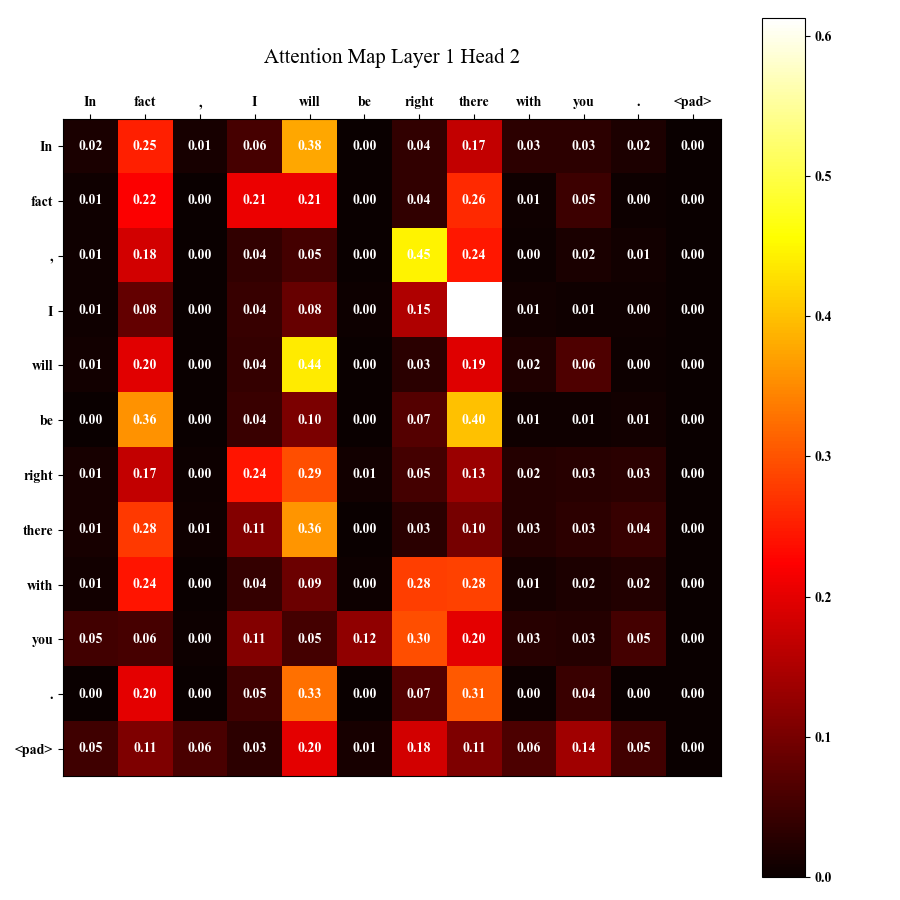 Attention Map Layer 1 Head 2
In fact , I will be right there with you . <pad>
In 0.02 0.25 0.01 0.06 0.38 0.00 0.04 0.17 0.03 0.03 0.02 0.00
fact 0.01 0.22 0.00 0.21 0.21 0.00 0.04 0.26 0.01 0.05 0.00 0.00
, 0.01 0.18 0.00 0.04 0.05 0.00 0.45 0.24 0.00 0.02 0.01 0.00
I 0.01 0.08 0.00 0.04 0.08 0.00 0.15 0.01 0.01 0.00 0.00
will 0.01 0.20 0.00 0.04 0.44 0.00 0.03 0.19 0.02 0.06 0.00 0.00
be 0.00 0.36 0.00 0.04 0.10 0.00 0.07 0.40 0.01 0.01 0.01 0.00
right 0.01 0.17 0.00 0.24 0.29 0.01 0.05 0.13 0.02 0.03 0.03 0.00
there 0.01 0.28 0.01 0.11 0.36 0.00 0.03 0.10 0.03 0.03 0.04 0.00
with 0.01 0.24 0.00 0.04 0.09 0.00 0.28 0.28 0.01 0.02 0.02 0.00
you 0.05 0.06 0.00 0.11 0.05 0.12 0.30 0.20 0.03 0.03 0.05 0.00
. 0.00 0.20 0.00 0.05 0.33 0.00 0.07 0.31 0.00 0.04 0.00 0.00
<pad> 0.05 0.11 0.06 0.03 0.20 0.01 0.18 0.11 0.06 0.14 0.05 0.00
0.6
0.5
0.4
0.3
0.2
0.1
0.0